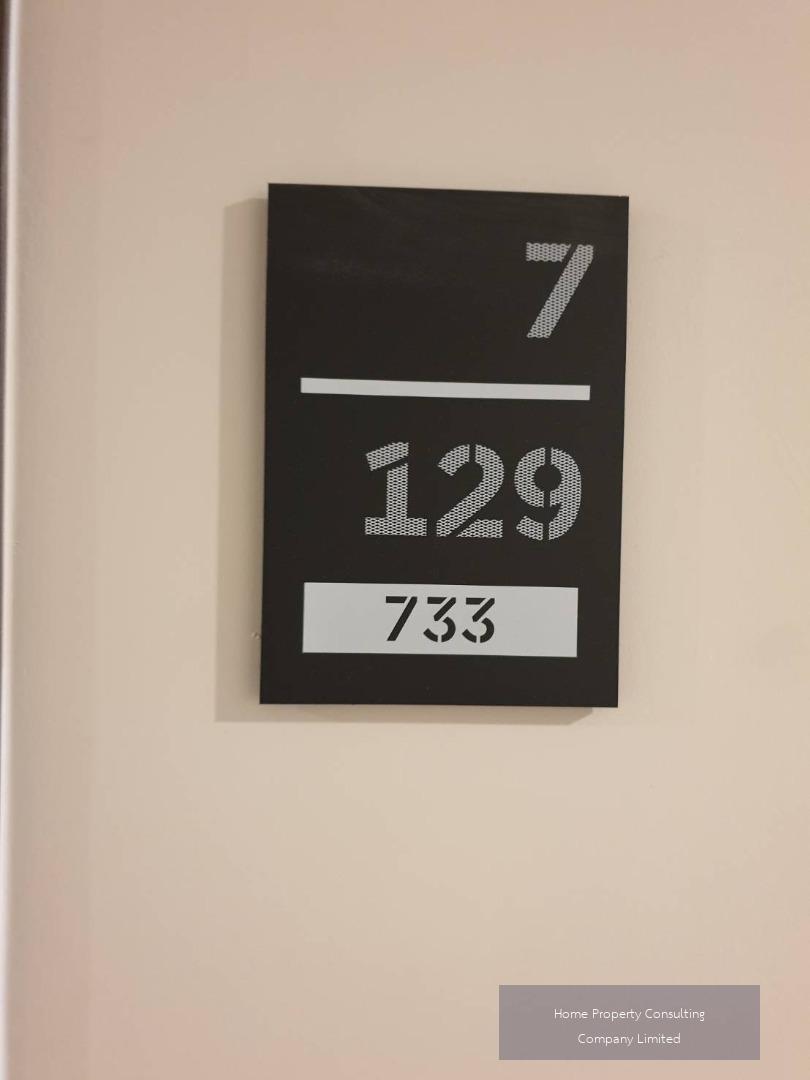 7
129
733
Home Property Consulting
Company Limited